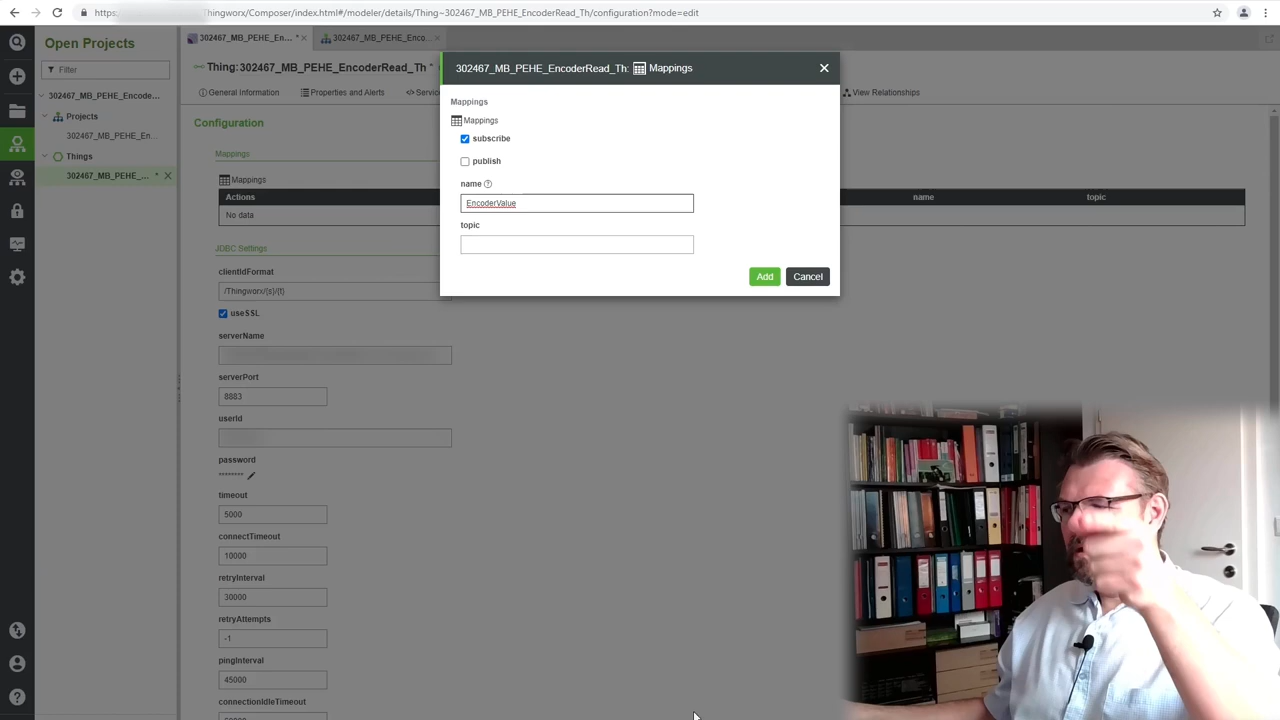 https:
Thingworx/Composer/index.html#/modeler/details/Thing~302467_MB_PEHE_EncoderRead_Th/configuration?mode=edit
Open Projects
Filter
302467_MB_PEHE_Encode...
Projects
302467_MB_PEHE_En...
Things
302467_MB_PEHE_... *
302467_MB_PEHE_En... *
302467_MB_PEHE_Enco...
Thing: 302467_MB_PEHE_EncoderRead_Th *
General Information
Properties and Alerts
</> Servic
View Relationships
Configuration
Mappings
Mappings
Actions
name
topic
No data
JDBC Settings
clientIdFormat
/Thingworx/{s}/{t}
useSSL
serverName
serverPort
8883
userId
password
********
timeout
5000
connectTimeout
10000
retryInterval
30000
retryAttempts
-1
pingInterval
45000
connectionIdleTimeout
302467_MB_PEHE_EncoderRead_Th: Mappings
Mappings
Mappings
subscribe
publish
name
EncoderValue
topic
Add
Cancel